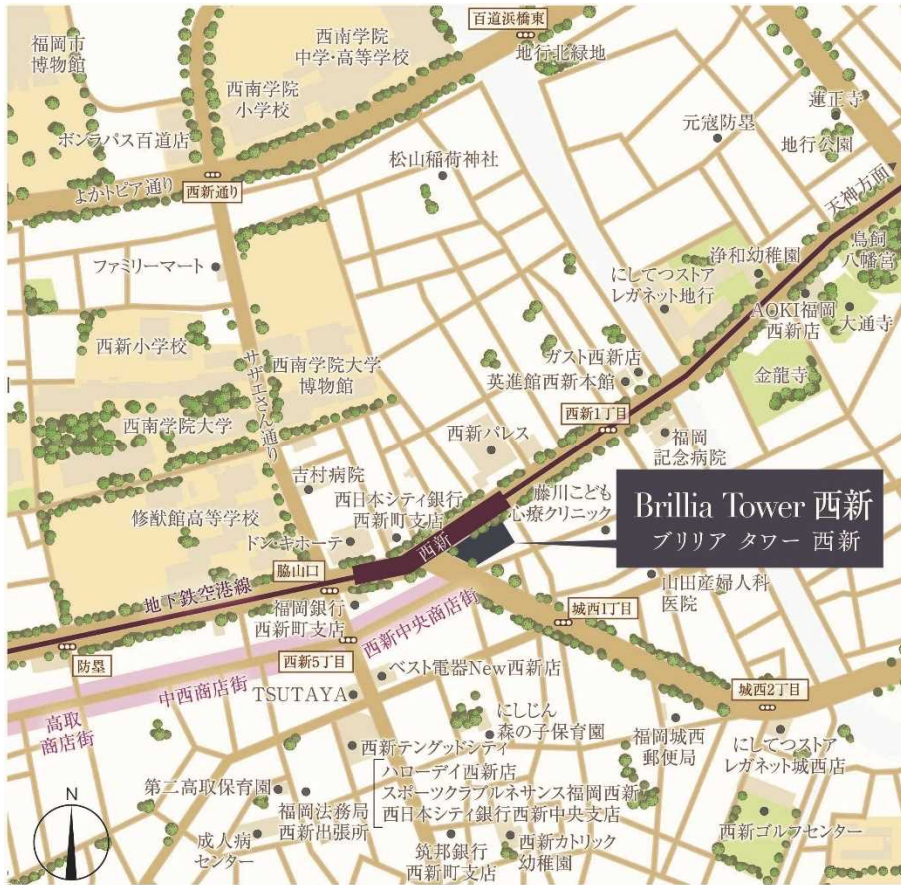 百道浜橋東
西南学院
中学・高等学校
福岡市
博物館
地行北緑地
西南学院
小学校
蓮正寺
ボンラパス百道店
元寇防塁
地行公園
松山稲荷神社
よかトピア通り
西新通り
天神方面
鳥飼
八幡宮
浄和幼稚園
ファミリーマート
にしてつストア
レガネット地行
AOKI福岡
西新店
大通寺
西新小学校
サザエさん通り
西南学院大学
博物館
ガスト西新店
英進館西新本館
金龍寺
西新1丁目
西南学院大学
西新パレス
福岡
記念病院
吉村病院
西日本シティ銀行
西新町支店
藤川こども
心療クリニック
Brillia Tower 西新
ブリリア タワー 西新
修猷館高等学校
ドン・キホーテ
西新
脇山口
地下鉄空港線
山田産婦人科
医院
福岡銀行
西新町支店
西新中央商店街
城西1丁目
防塁
西新5丁目
ベスト電器New西新店
中西商店街
TSUTAYA
城西2丁目
高取
商店街
にしじん
森の子保育園
福岡城西
郵便局
にしてつストア
レガネット城西店
西新テングッドシティ
ハローデイ西新店
スポーツクラブルネサンス福岡西新
西日本シティ銀行西新中央支店
第二高取保育園
福岡法務局
西新出張所
N
成人病
センター
筑邦銀行
西新町支店
西新カトリック
幼稚園
西新ゴルフセンター